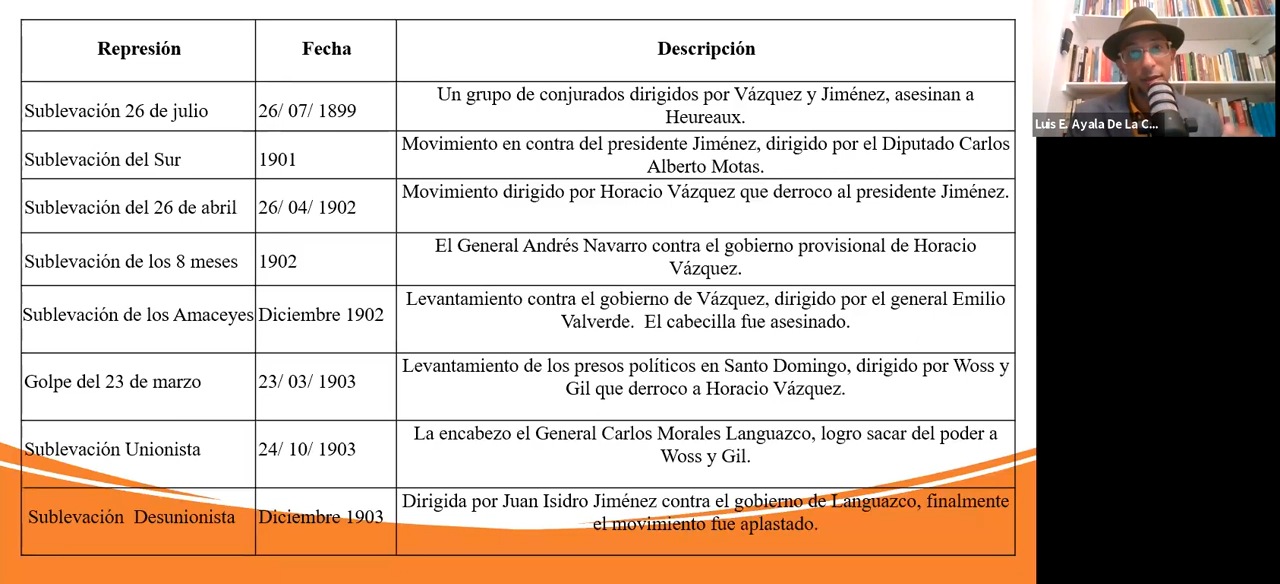 Represión Fecha Descripción
Sublevación 26 de julio 26/ 07/ 1899 Un grupo de conjurados dirigidos por Vázquez y Jiménez, asesinan a
Heureaux.
Sublevación del Sur 1901 Movimiento en contra del presidente Jiménez, dirigido por el Diputado Carlos
Alberto Motas.
Sublevación del 26 de abril 26/ 04/ 1902 Movimiento dirigido por Horacio Vázquez que derroco al presidente Jiménez.
Sublevación de los 8 meses 1902 El General Andrés Navarro contra el gobierno provisional de Horacio
Vázquez.
Sublevación de los Amaceyes Diciembre 1902 Levantamiento contra el gobierno de Vázquez, dirigido por el general Emilio
Valverde. El cabecilla fue asesinado.
Golpe del 23 de marzo 23/ 03/ 1903 Levantamiento de los presos políticos en Santo Domingo, dirigido por Woss y
Gil que derroco a Horacio Vázquez.
Sublevación Unionista 24/ 10/ 1903 La encabezo el General Carlos Morales Languazco, logro sacar del poder a
Woss y Gil.
Sublevación Desunionista Diciembre 1903 Dirigida por Juan Isidro Jiménez contra el gobierno de Languazco, finalmente
el movimiento fue aplastado.
Luis E. Ayala De La C...